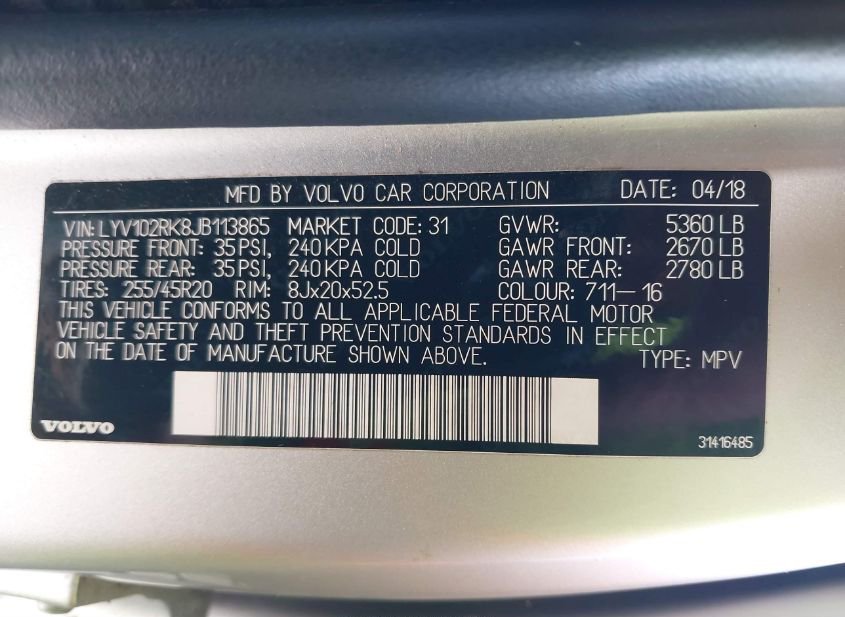 MFD BY VOLVO CAR CORPORATION DATE: 04/18
VIN: LYV102RK8JB113865 MARKET CODE: 31 GVWR: 5360 LB
PRESSURE FRONT: 35 PSI, 240 KPA COLD GAWR FRONT: 2670 LB
PRESSURE REAR: 35 PSI, 240 KPA COLD GAWR REAR: 2780 LB
TIRES: 255/45R20 RIM: 8Jx20x52.5 COLOUR: 711-16
THIS VEHICLE CONFORMS TO ALL APPLICABLE FEDERAL MOTOR
VEHICLE SAFETY AND THEFT PREVENTION STANDARDS IN EFFECT
ON THE DATE OF MANUFACTURE SHOWN ABOVE. TYPE: MPV
VOLVO
31416485